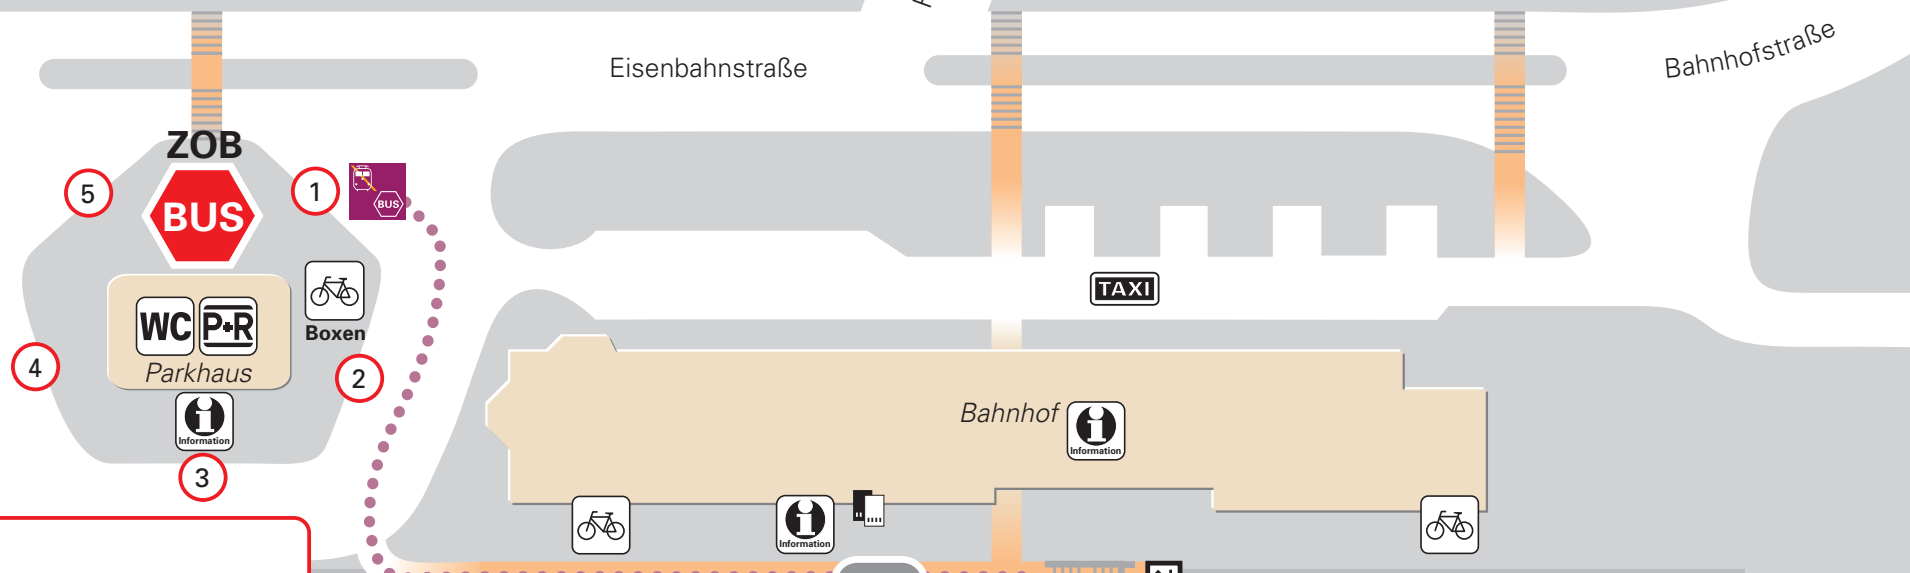 Eisenbahnstraße
Bahnhofstraße
ZOB
5
1
BUS
BUS
TAXI
WC
P+R
Boxen
Parkhaus
4
2
Information
3
Bahnhof
Information
Information